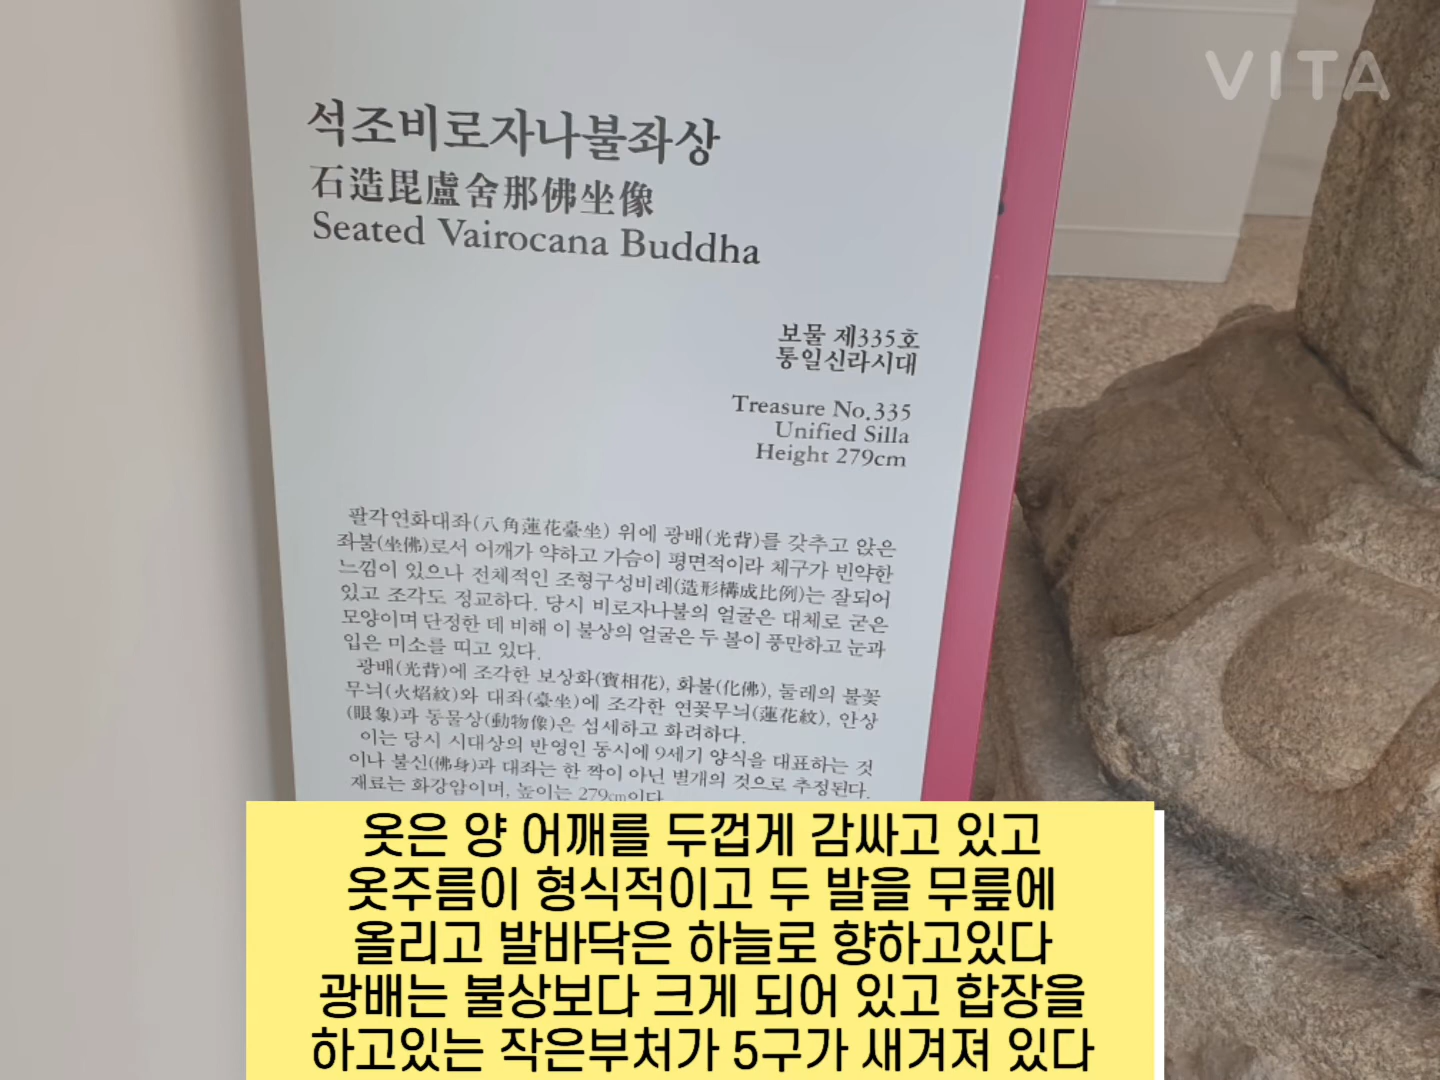 VITA
석조비로자나불좌상
石造毘盧舍那佛坐像
Seated Vairocana Buddha
보물 제335호
통일신라시대
Treasure No.335
Unified Silla
Height 279cm
팔각연화대좌(八角蓮花臺坐) 위에 광배(光背)를 갖추고 앉은
좌불(坐佛)로서 어깨가 약하고 가슴이 평면적이라 체구가 빈약한
느낌이 있으나 전체적인 조형구성비례(造形構成比例)는 잘되어
있고 조각도 정교하다. 당시 비로자나불의 얼굴은 대체로 굳은
모양이며 단정한 데 비해 이 불상의 얼굴은 두 볼이 풍만하고 눈과
입은 미소를 띠고 있다.
광배(光背)에 조각한 보상화(寶相花), 화불(化佛), 둘레의 불꽃
무늬(火焰紋)와 대좌(臺坐)에 조각한 연꽃무늬(蓮花紋), 안상
(眼象)과 동물상(動物像)은 섬세하고 화려하다.
이는 당시 시대상의 반영인 동시에 9세기 양식을 대표하는 것
이나 불신(佛身)과 대좌는 한 짝이 아닌 별개의 것으로 추정된다.
재료는 화강암이며, 높이는 279cm이다
옷은 양 어깨를 두껍게 감싸고 있고
옷주름이 형식적이고 두 발을 무릎에
올리고 발바닥은 하늘로 향하고있다
광배는 불상보다 크게 되어 있고 합장을
하고있는 작은부처가 5구가 새겨져 있다